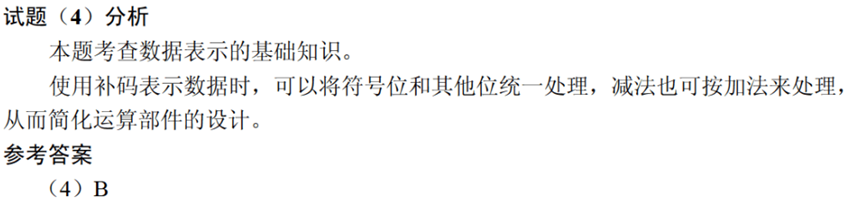 试题（4）分析
本题考查数据表示的基础知识。
使用补码表示数据时，可以将符号位和其他位统一处理，减法也可按加法来处理，
从而简化运算部件的设计。
参考答案
（4）B